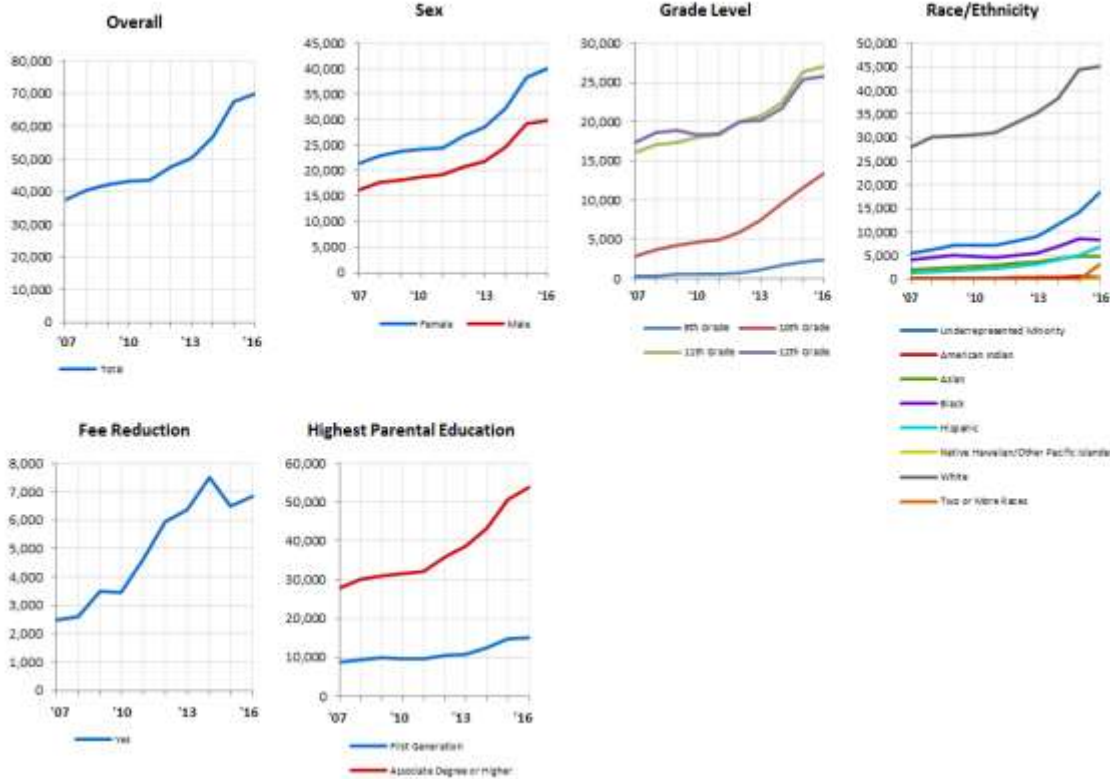 Overall
80,000
70,000
60,000
50,000
40,000
30,000
20,000
10,000
0
'07 '10 '13 '16
Total
Sex
45,000
40,000
35,000
30,000
25,000
20,000
15,000
10,000
5,000
0
'07 '10 '13 '16
Female Male
Grade Level
30,000
25,000
20,000
15,000
10,000
5,000
0
'07 '10 '13 '16
9th Grade 10th Grade
11th Grade 12th Grade
Race/Ethnicity
50,000
45,000
40,000
35,000
30,000
25,000
20,000
15,000
10,000
5,000
0
'07 '10 '13 '16
Underrepresented Minority
American Indian
Asian
Black
Hispanic
Native Hawaiian/Other Pacific Islande
White
Two or More Races
Fee Reduction
8,000
7,000
6,000
5,000
4,000
3,000
2,000
1,000
0
'07 '10 '13 '16
Yes
Highest Parental Education
60,000
50,000
40,000
30,000
20,000
10,000
0
'07 '10 '13 '16
First Generation
Associate Degree or Higher